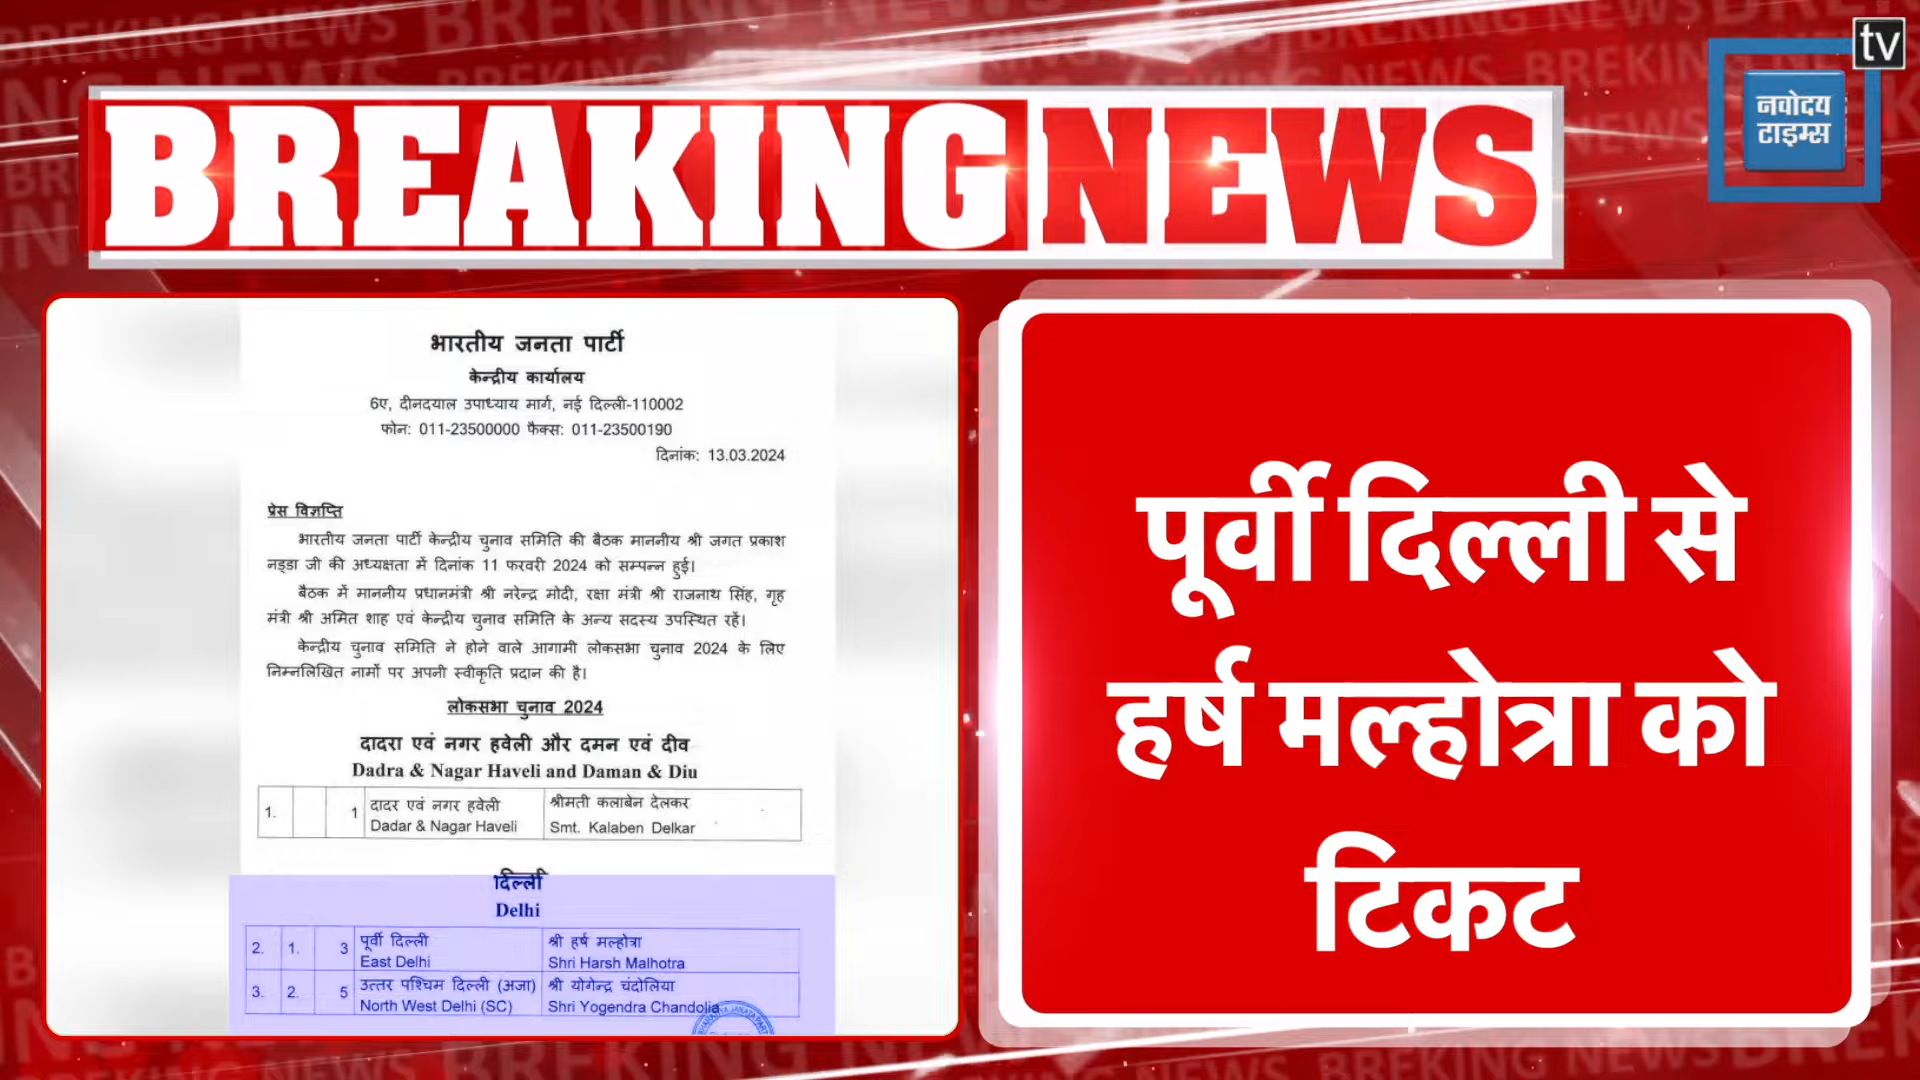 BREAKING NEWS
tv
नवोदय
टाइम्स
भारतीय जनता पार्टी
केन्द्रीय कार्यालय
6ए, दीनदयाल उपाध्याय मार्ग, नई दिल्ली-110002
फोन: 011-23500000 फैक्स: 011-23500190
दिनांक: 13.03.2024
प्रेस विज्ञप्ति
भारतीय जनता पार्टी केन्द्रीय चुनाव समिति की बैठक माननीय श्री जगत प्रकाश
नड्डा जी की अध्यक्षता में दिनांक 11 फरवरी 2024 को सम्पन्न हुई।
बैठक में माननीय प्रधानमंत्री श्री नरेन्द्र मोदी, रक्षा मंत्री श्री राजनाथ सिंह, गृह
मंत्री श्री अमित शाह एवं केन्द्रीय चुनाव समिति के अन्य सदस्य उपस्थित रहें।
केन्द्रीय चुनाव समिति ने होने वाले आगामी लोकसभा चुनाव 2024 के लिए
निम्नलिखित नामों पर अपनी स्वीकृति प्रदान की है।
लोकसभा चुनाव 2024
दादरा एवं नगर हवेली और दमन एवं दीव
Dadra & Nagar Haveli and Daman & Diu
1. 1 दादर एवं नगर हवेली श्रीमती कलाबेन देलकर
Dadar & Nagar Haveli Smt. Kalaben Delkar
दिल्ली
Delhi
2. 1. 3 पूर्वी दिल्ली श्री हर्ष मल्होत्रा
East Delhi Shri Harsh Malhotra
3. 2. 5 उत्तर पश्चिम दिल्ली (अजा) श्री योगेन्द्र चंदोलिया
North West Delhi (SC) Shri Yogendra Chandolia
पूर्वी दिल्ली से
हर्ष मल्होत्रा को
टिकट